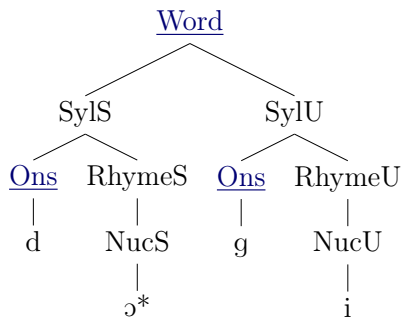 Word
SylS SylU
Ons RhymeS Ons RhymeU
d NucS g NucU
ɔ* i